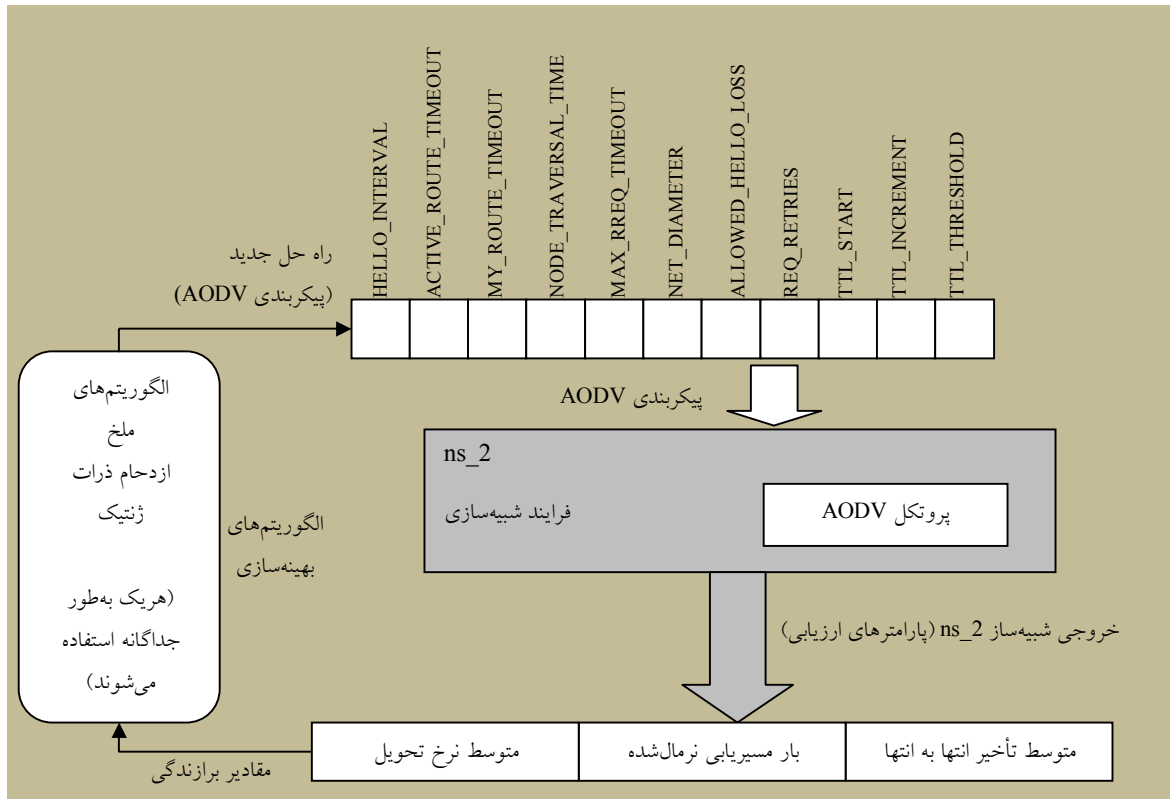 HELLO_INTERVAL
ACTIVE_ROUTE_TIMEOUT
MY_ROUTE_TIMEOUT
NODE_TRAVERSAL_TIME
MAX_RREQ_TIMEOUT
NET_DIAMETER
ALLOWED_HELLO_LOSS
REQ_RETRIES
TTL_START
TTL_INCREMENT
TTL_THRESHOLD
راه حل جدید
(پیکربندی AODV)
پیکربندی AODV
الگوریتم‌های
ملخ
ازدحام ذرات
ژنتیک
(هریک به‌طور
جداگانه استفاده
می‌شوند)
الگوریتم‌های
بهینه‌سازی
ns_2
فرایند شبیه‌سازی
پروتکل AODV
خروجی شبیه‌ساز ns_2 (پارامترهای ارزیابی)
متوسط تأخیر انتها به انتها
بار مسیریابی نرمال‌شده
متوسط نرخ تحویل
مقادیر برازندگی